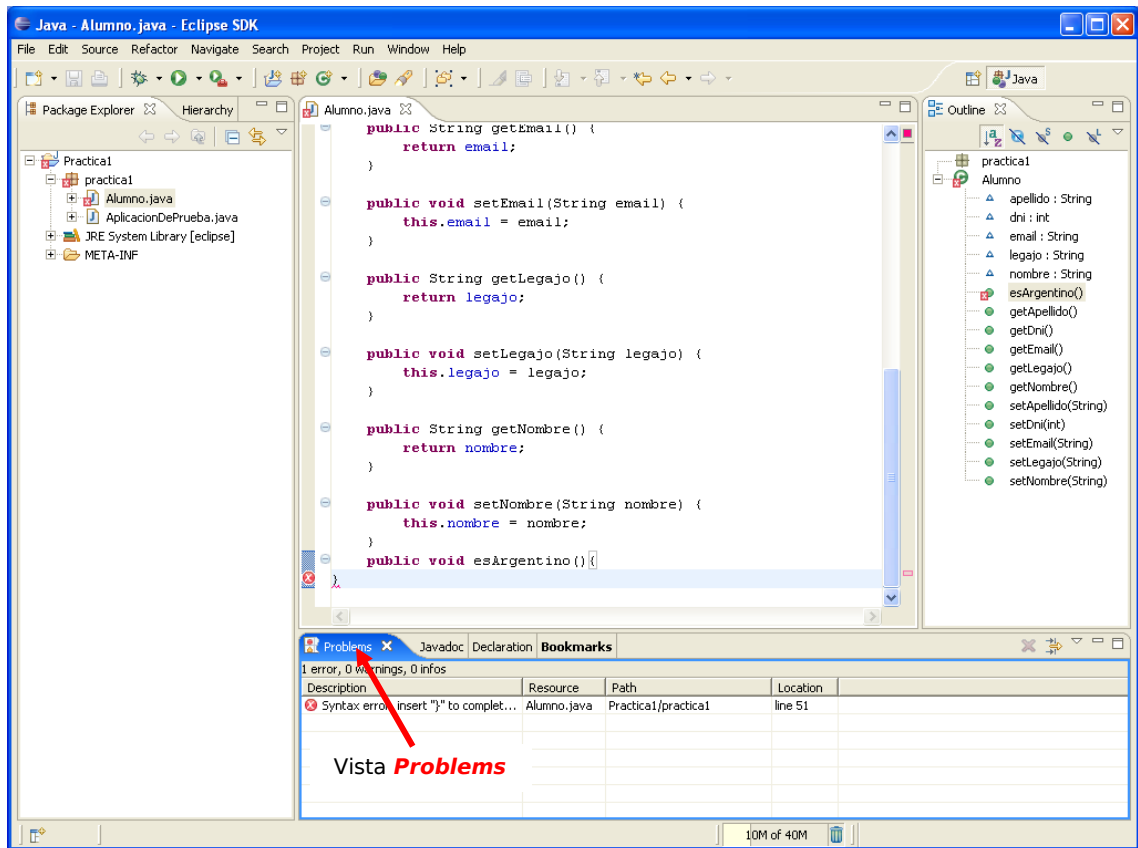 Java - Alumno.java - Eclipse SDK
File Edit Source Refactor Navigate Search Project Run Window Help
Java
Package Explorer
Hierarchy
Practica1
practica1
Alumno.java
AplicacionDePrueba.java
JRE System Library [eclipse]
META-INF
Alumno.java
public String getEmail() {
return email;
}
public void setEmail(String email) {
this.email = email;
}
public String getLegajo() {
return legajo;
}
public void setLegajo(String legajo) {
this.legajo = legajo;
}
public String getNombre() {
return nombre;
}
public void setNombre(String nombre) {
this.nombre = nombre;
}
public void esArgentino(){
}
Outline
practica1
Alumno
apellido : String
dni : int
email : String
legajo : String
nombre : String
esArgentino()
getApellido()
getDni()
getEmail()
getLegajo()
getNombre()
setApellido(String)
setDni(int)
setEmail(String)
setLegajo(String)
setNombre(String)
Problems Javadoc Declaration Bookmarks
1 error, 0 warnings, 0 infos
Description Resource Path Location
Syntax error, insert "}" to complet... Alumno.java Practica1/practica1 line 51
Vista Problems
10M of 40M